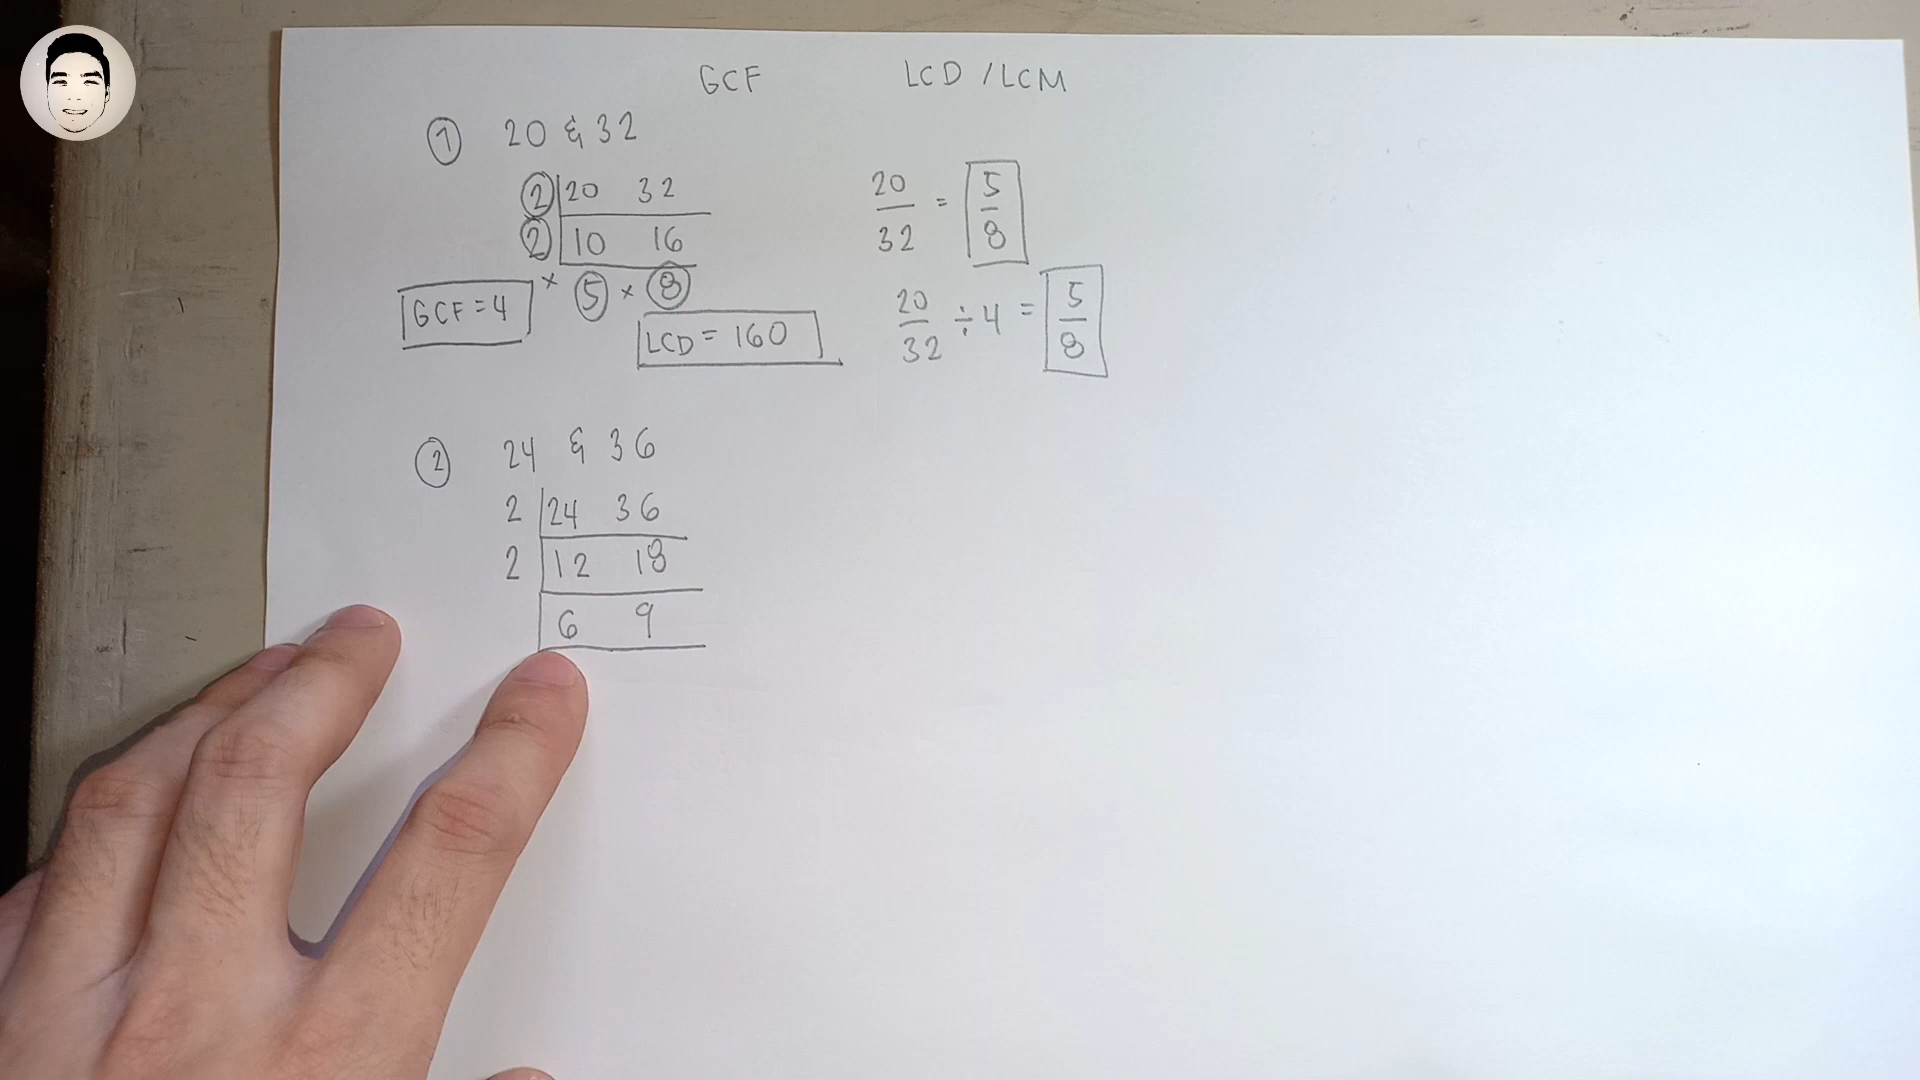 GCF LCD / LCM
① 20 & 32
2 20 32
2 10 16
GCF = 4 × 5 × 8
LCD = 160
20/32 = 5/8
20/32 ÷ 4 = 5/8
② 24 & 36
2 24 36
2 12 18
6 9